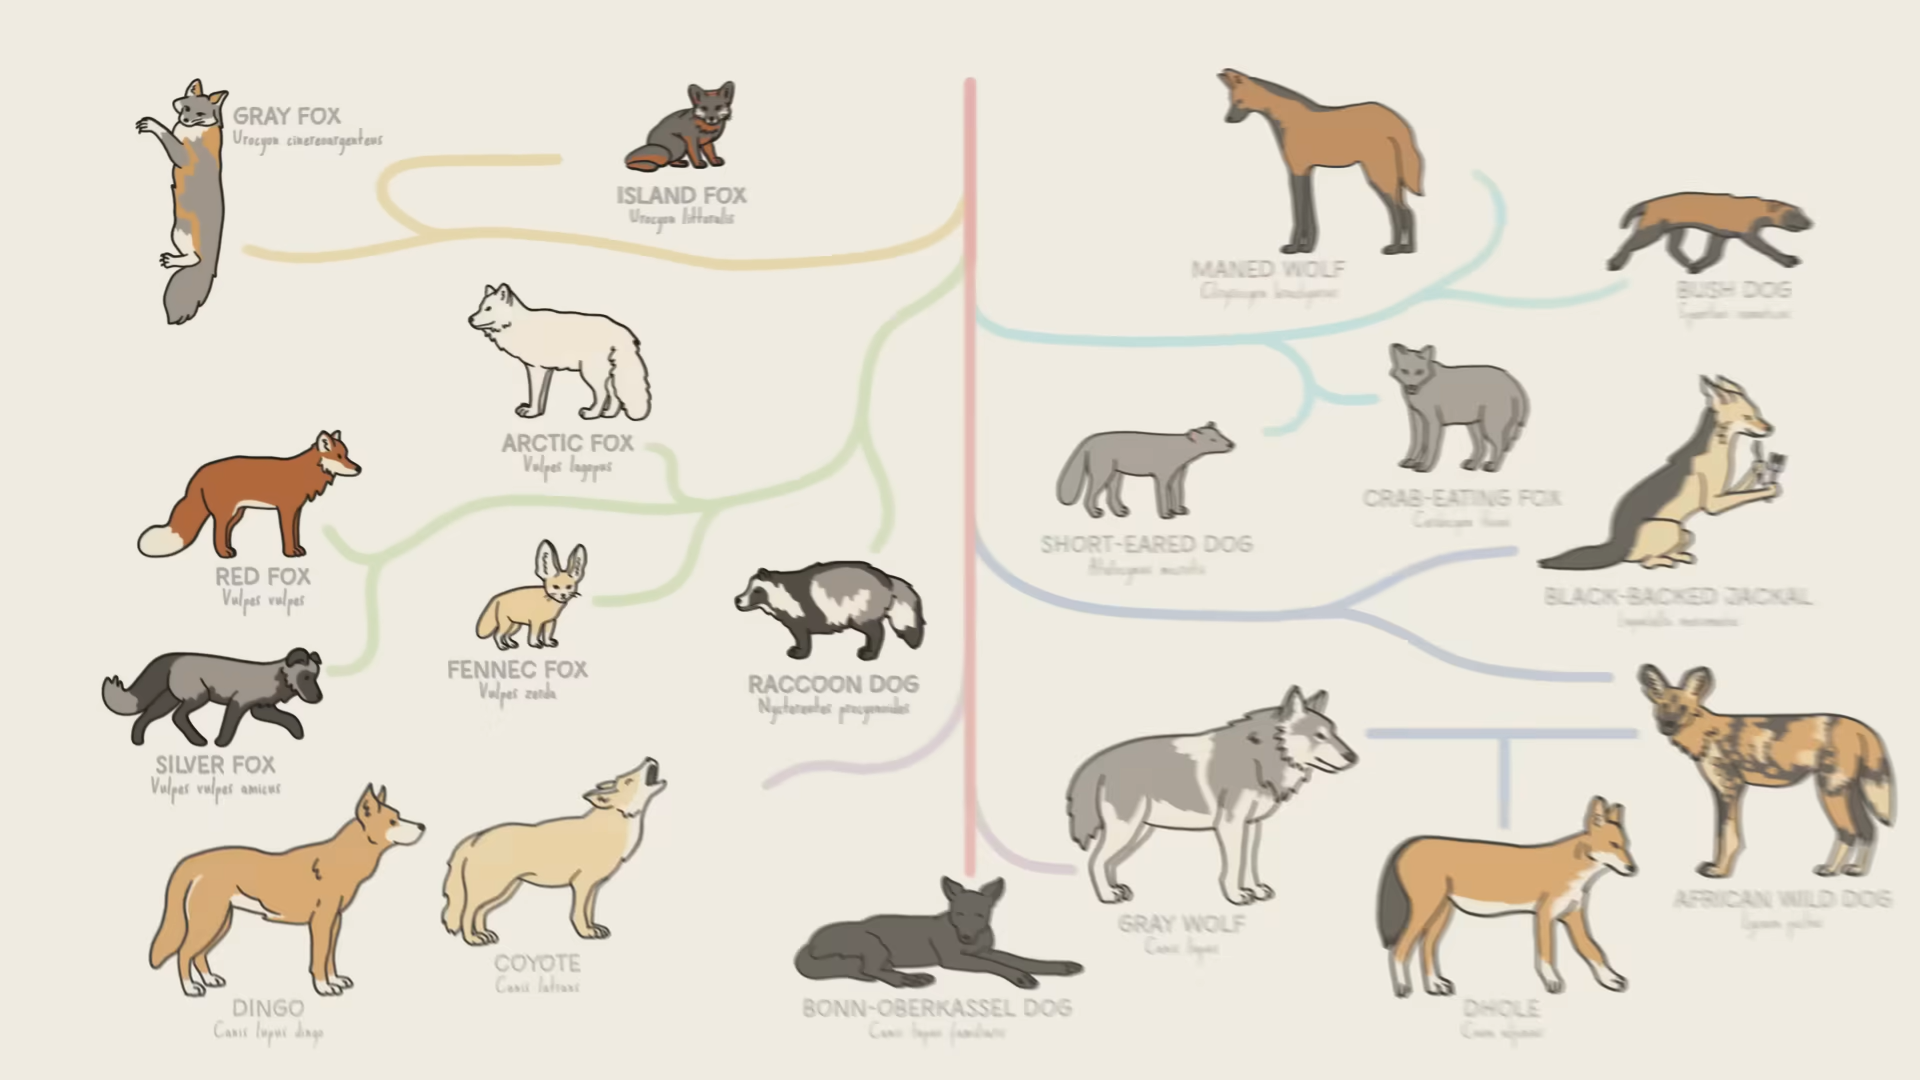 GRAY FOX
Urocyon cinereoargenteus
ISLAND FOX
Urocyon littoralis
MANED WOLF
BUSH DOG
ARCTIC FOX
Vulpes lagopus
CRAB-EATING FOX
SHORT-EARED DOG
RED FOX
Vulpes vulpes
BLACK-BACKED JACKAL
FENNEC FOX
Vulpes zerda
RACCOON DOG
Nyctereutes procyonoides
SILVER FOX
Vulpes vulpes amicus
AFRICAN WILD DOG
GRAY WOLF
Canis lupus
COYOTE
Canis latrans
DINGO
Canis lupus dingo
BONN-OBERKASSEL DOG
Canis lupus familiaris
DHOLE